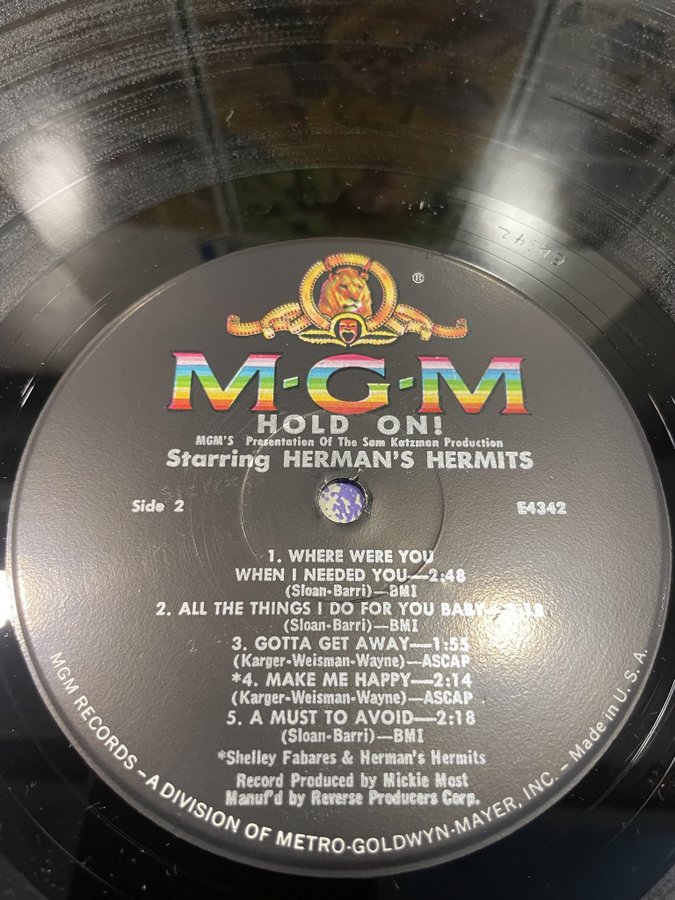 ®
M·G·M
HOLD ON!
MGM'S Presentation Of The Sam Katzman Production
Starring HERMAN'S HERMITS
Side 2
E4342
1. WHERE WERE YOU
WHEN I NEEDED YOU—2:48
(Sloan-Barri)—BMI
2. ALL THE THINGS I DO FOR YOU BABY—
(Sloan-Barri)—BMI
3. GOTTA GET AWAY—1:55
(Karger-Weisman-Wayne)—ASCAP
*4. MAKE ME HAPPY—2:14
(Karger-Weisman-Wayne)—ASCAP
5. A MUST TO AVOID—2:18
(Sloan-Barri)—BMI
*Shelley Fabares & Herman's Hermits
Record Produced by Mickie Most
Manuf'd by Reverse Producers Corp.
MGM RECORDS – A DIVISION OF METRO-GOLDWYN-MAYER, INC. – Made in U. S. A.